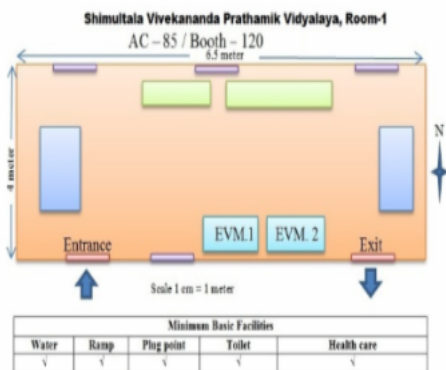 Shimultala Vivekananda Prathamik Vidyalaya, Room-1
AC – 85 / Booth – 120
6.5 meter
4 meter
N
EVM.1 EVM. 2
Entrance Exit
Scale 1 cm = 1 meter
Minimum Basic Facilities
Water Ramp Plug point Toilet Health care
√ √ √ √ √